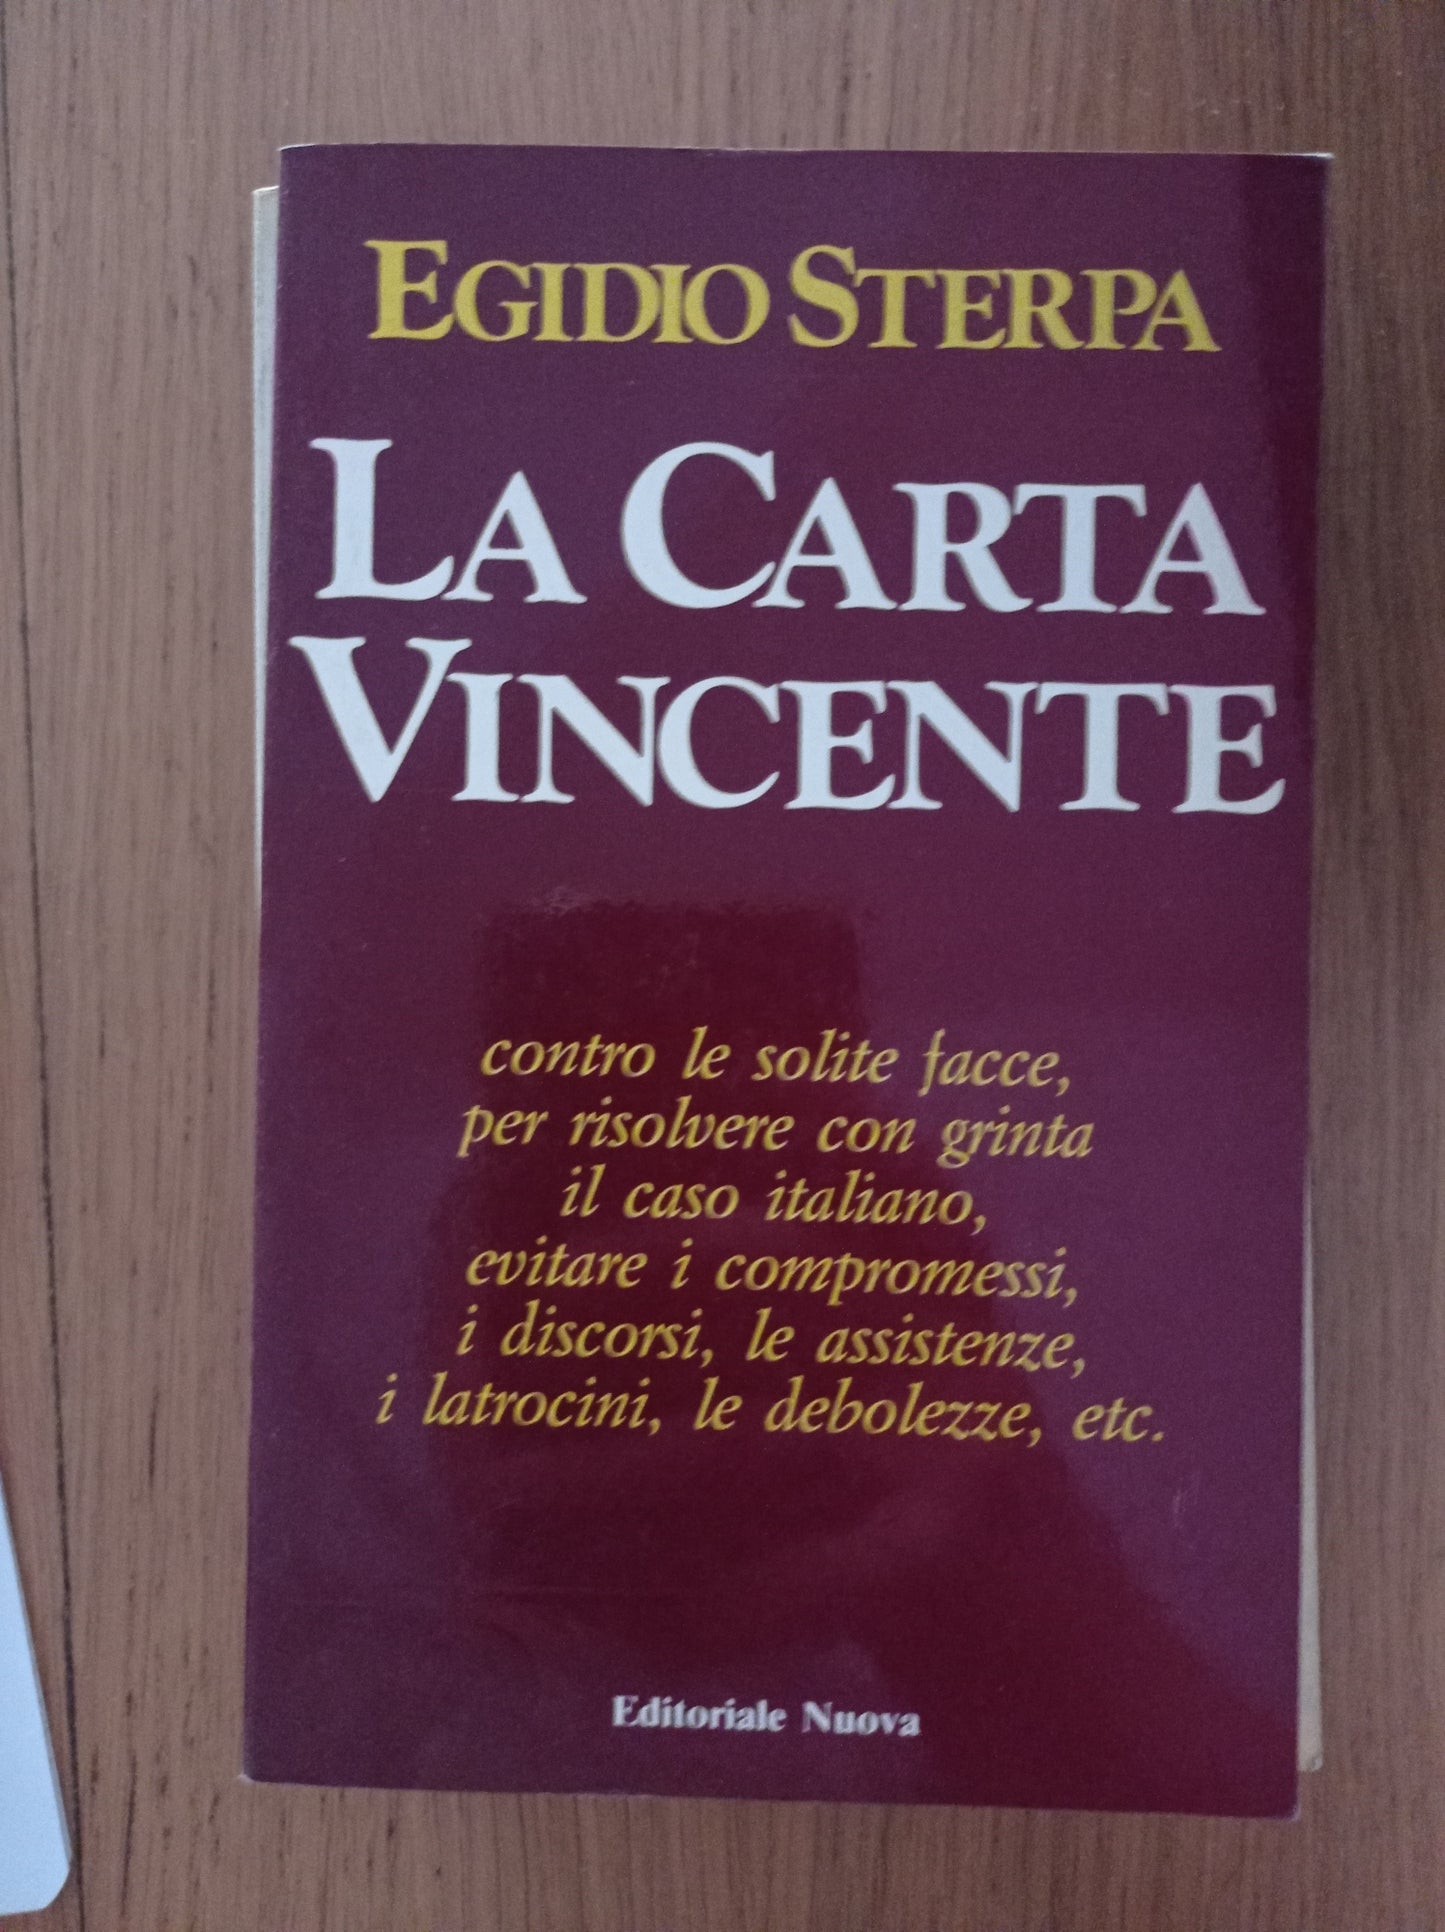 EGIDIO STERPA
LA CARTA
VINCENTE
contro le solite facce,
per risolvere con grinta
il caso italiano,
evitare i compromessi,
i discorsi, le assistenze,
i latrocini, le debolezze, etc.
Editoriale Nuova